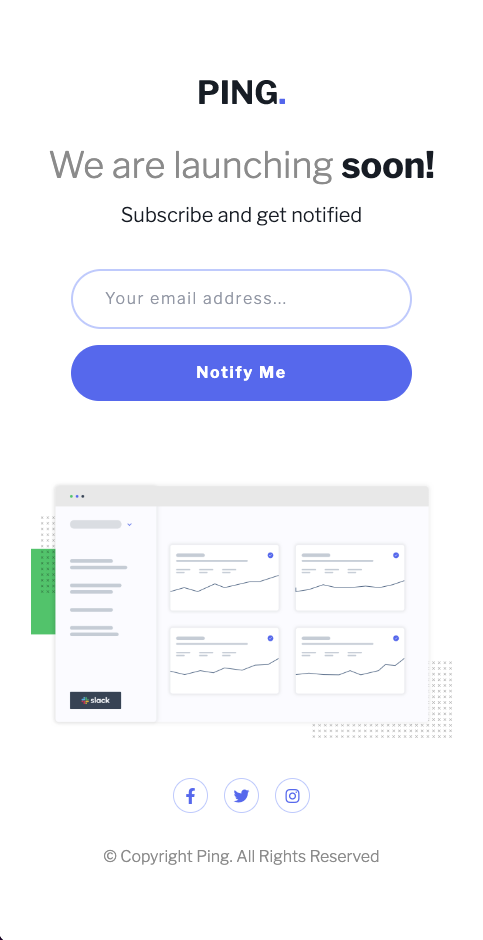 PING.
We are launching soon!
Subscribe and get notified
Your email address...
Notify Me
slack
© Copyright Ping. All Rights Reserved